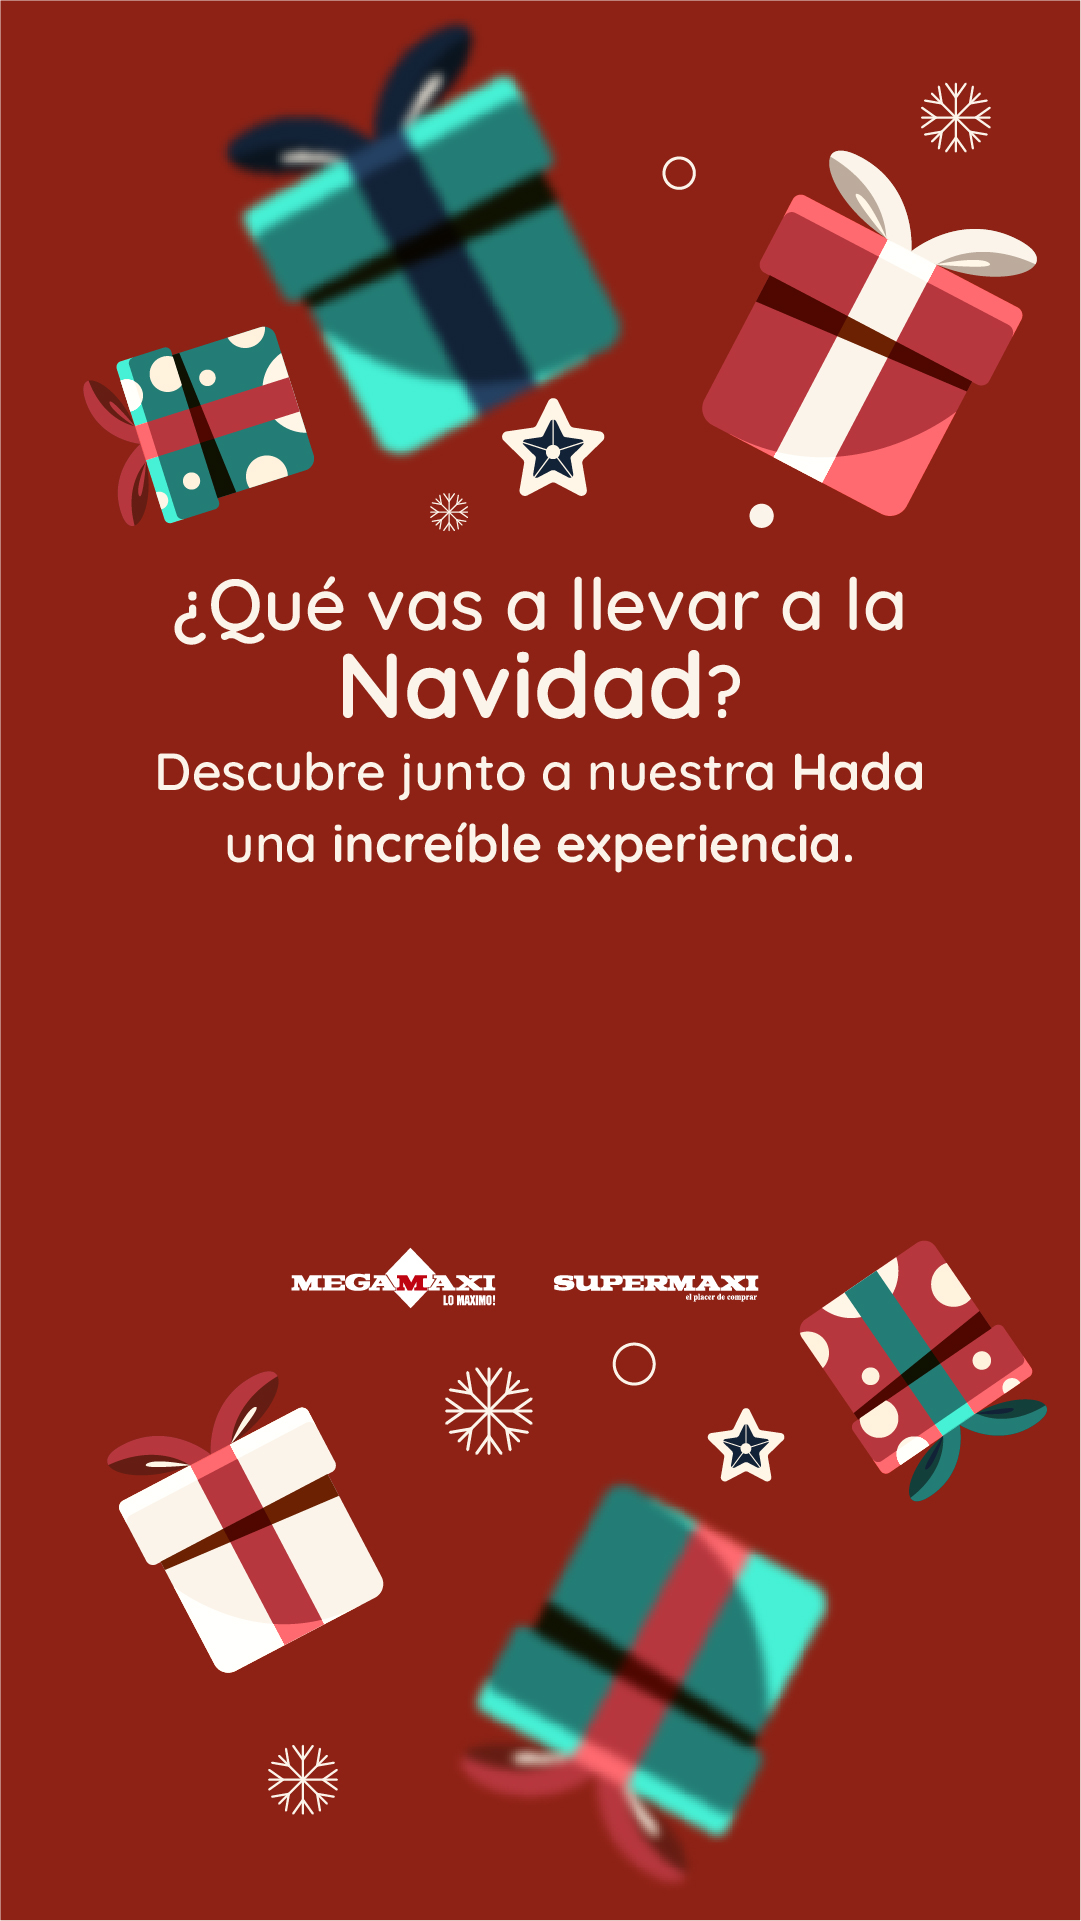 ¿Qué vas a llevar a la
Navidad?
Descubre junto a nuestra Hada
una increíble experiencia.
MEGAMAXI
LO MAXIMO!
SUPERMAXI
el placer de comprar